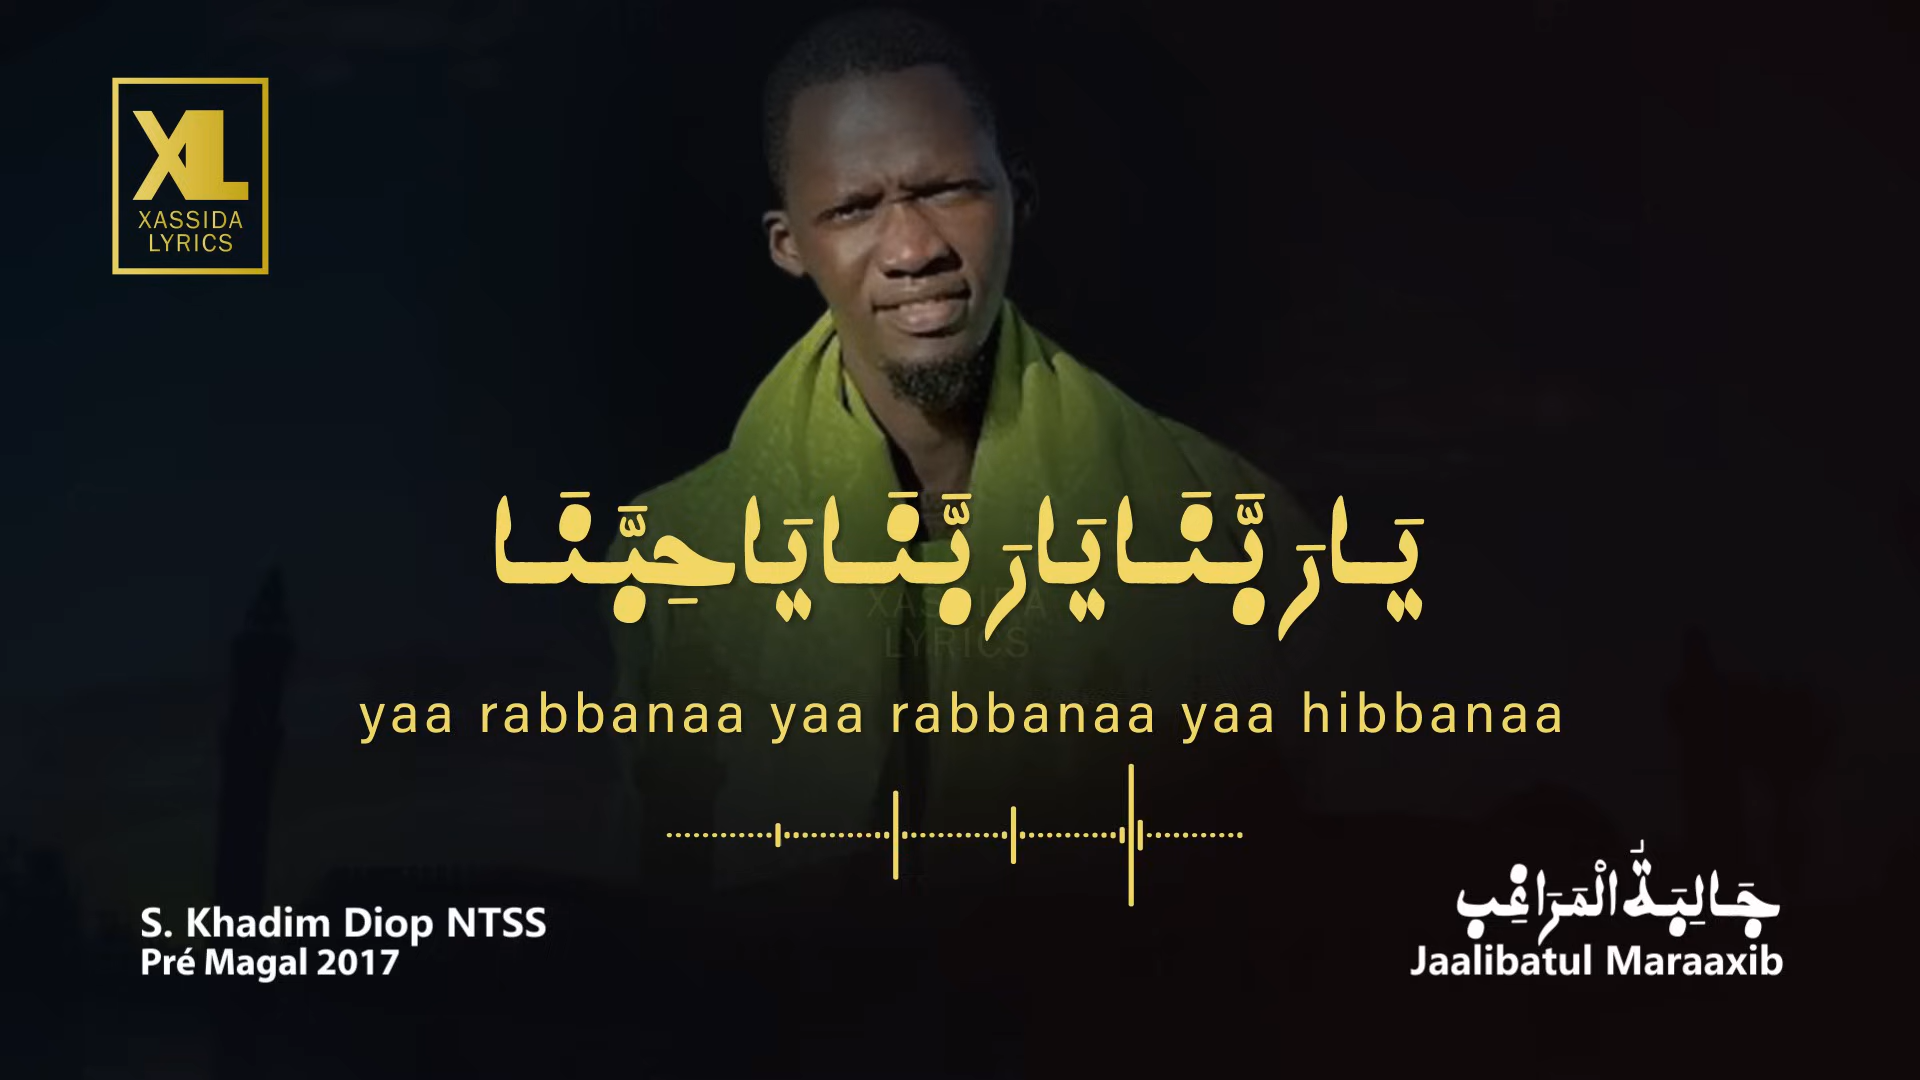 XL
XASSIDA
LYRICS
يَا رَبَّنَا يَا رَبَّنَا يَا حِبَّنَا
XASSIDA
LYRICS
yaa rabbanaa yaa rabbanaa yaa hibbanaa
S. Khadim Diop NTSS
Pré Magal 2017
جَالِبَةُ الْمَرَاغِبِ
Jaalibatul Maraaxib